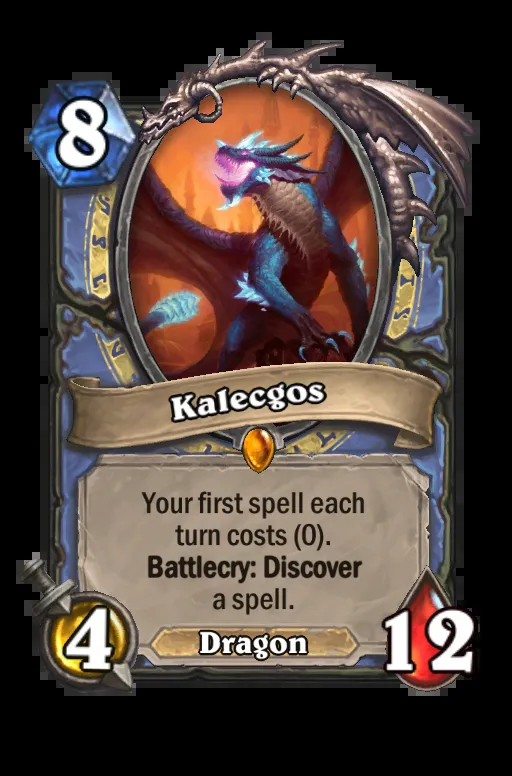 8
Kalecgos
Your first spell each
turn costs (0).
Battlecry: Discover
a spell.
4
Dragon
12